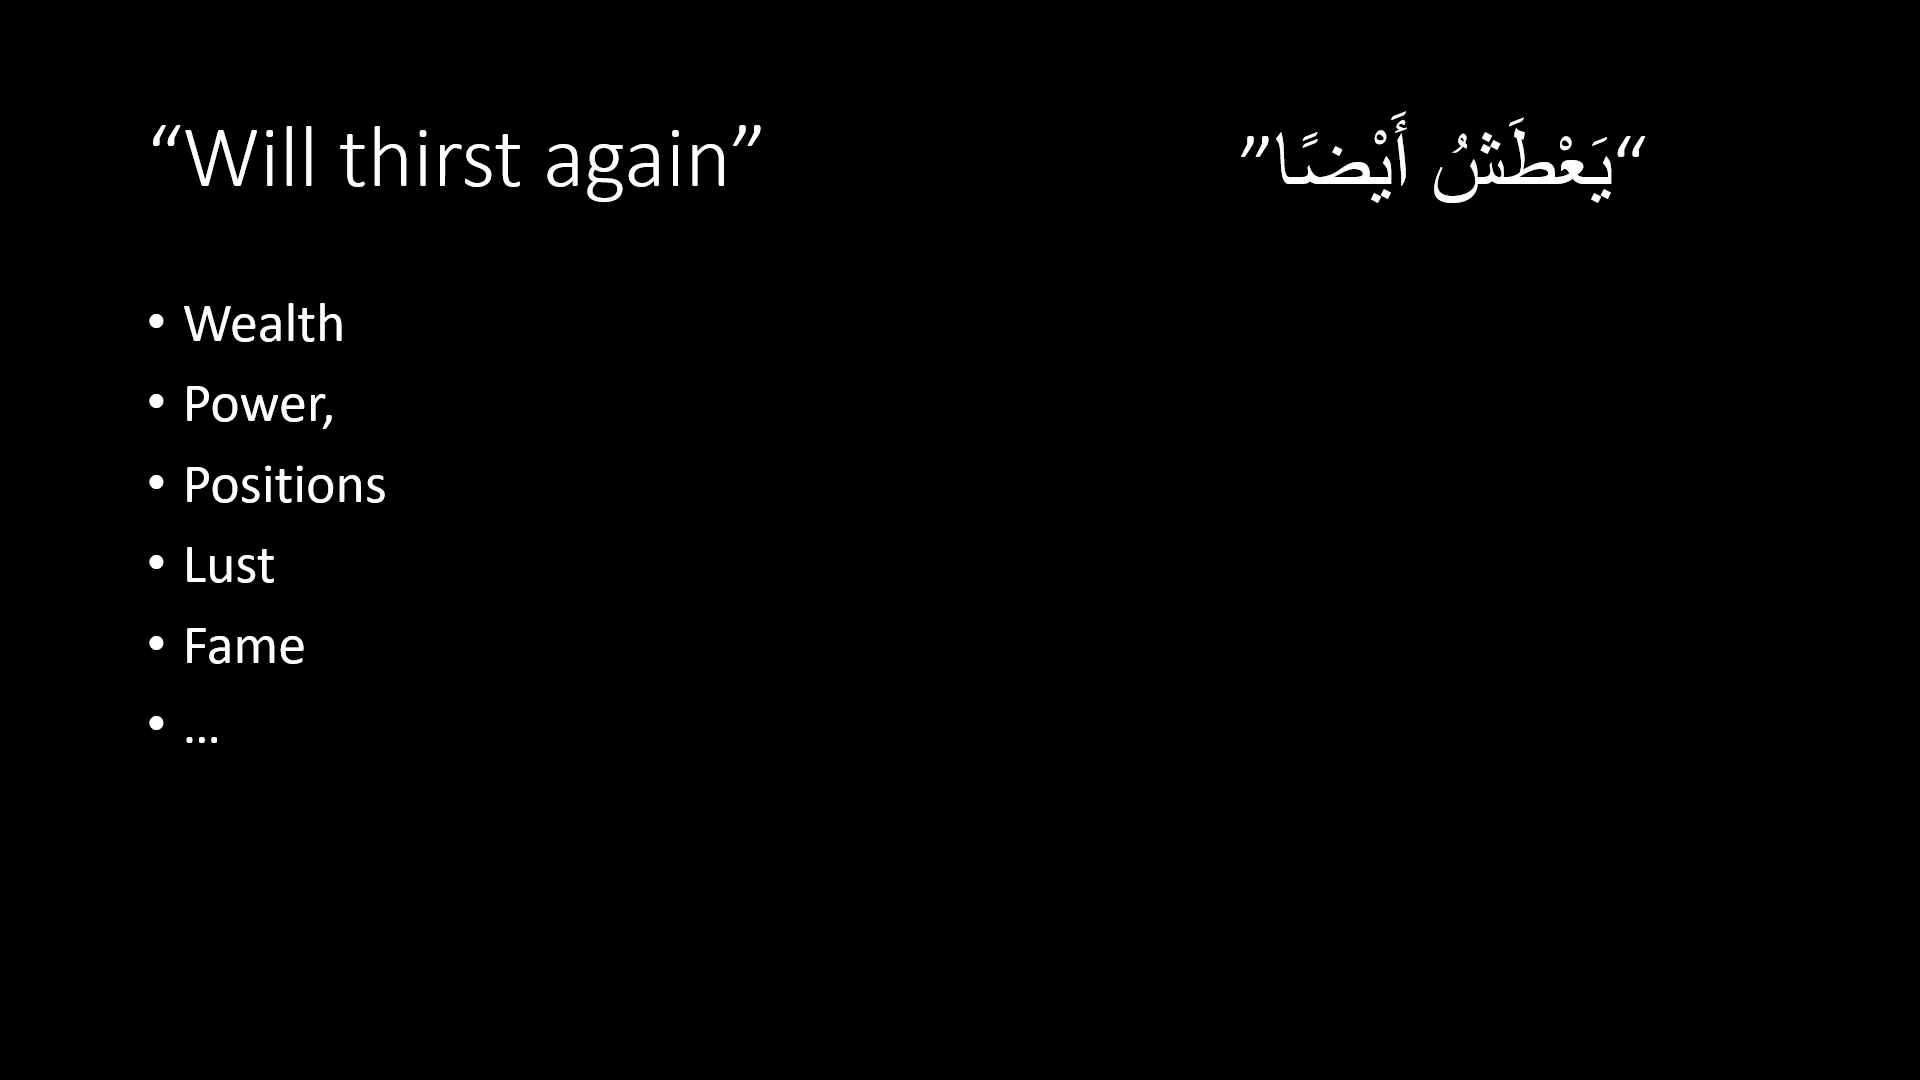 “Will thirst again”
“يَعْطَشُ أَيْضًا”
• Wealth
• Power,
• Positions
• Lust
• Fame
• …